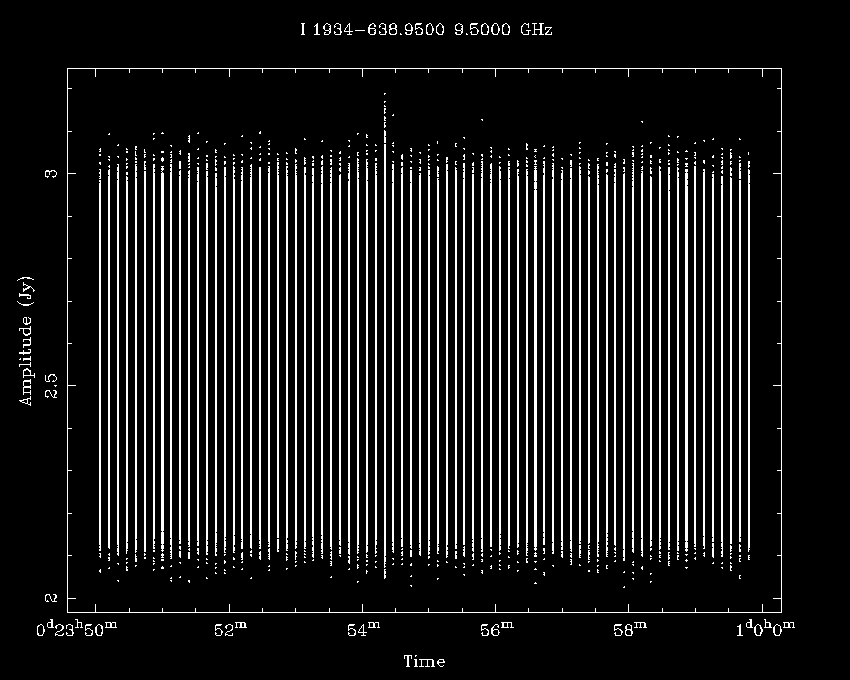 I 1934−638.9500 9.5000 GHz
Amplitude (Jy)
3
2.5
2
0ᵈ23ʰ50ᵐ 52ᵐ 54ᵐ 56ᵐ 58ᵐ 1ᵈ0ʰ0ᵐ
Time